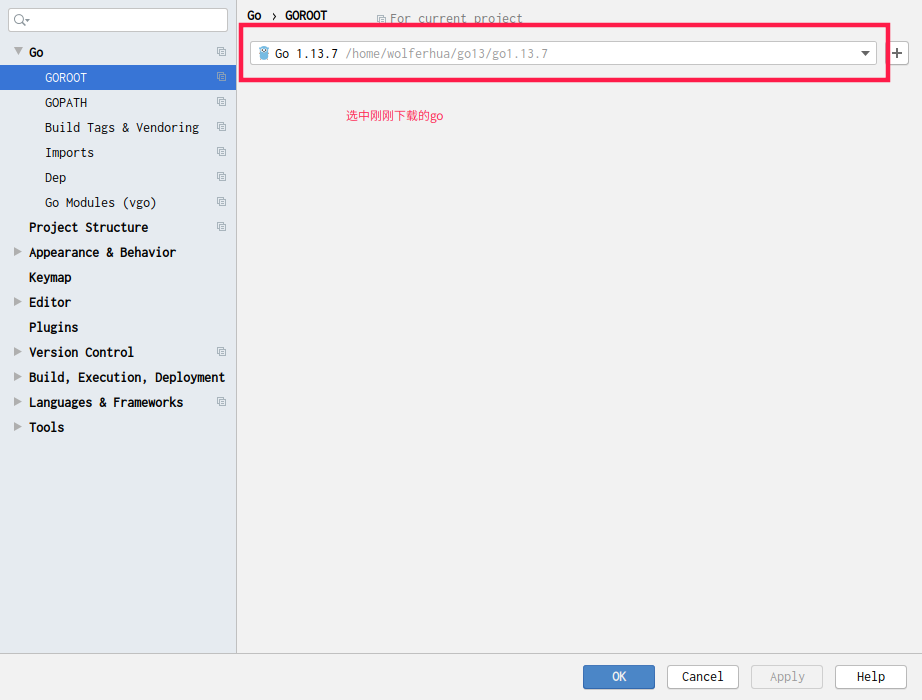 Go
GOROOT
GOPATH
Build Tags & Vendoring
Imports
Dep
Go Modules (vgo)
Project Structure
Appearance & Behavior
Keymap
Editor
Plugins
Version Control
Build, Execution, Deployment
Languages & Frameworks
Tools
Go › GOROOT For current project
Go 1.13.7 /home/wolferhua/go13/go1.13.7
选中刚刚下载的go
OK Cancel Apply Help